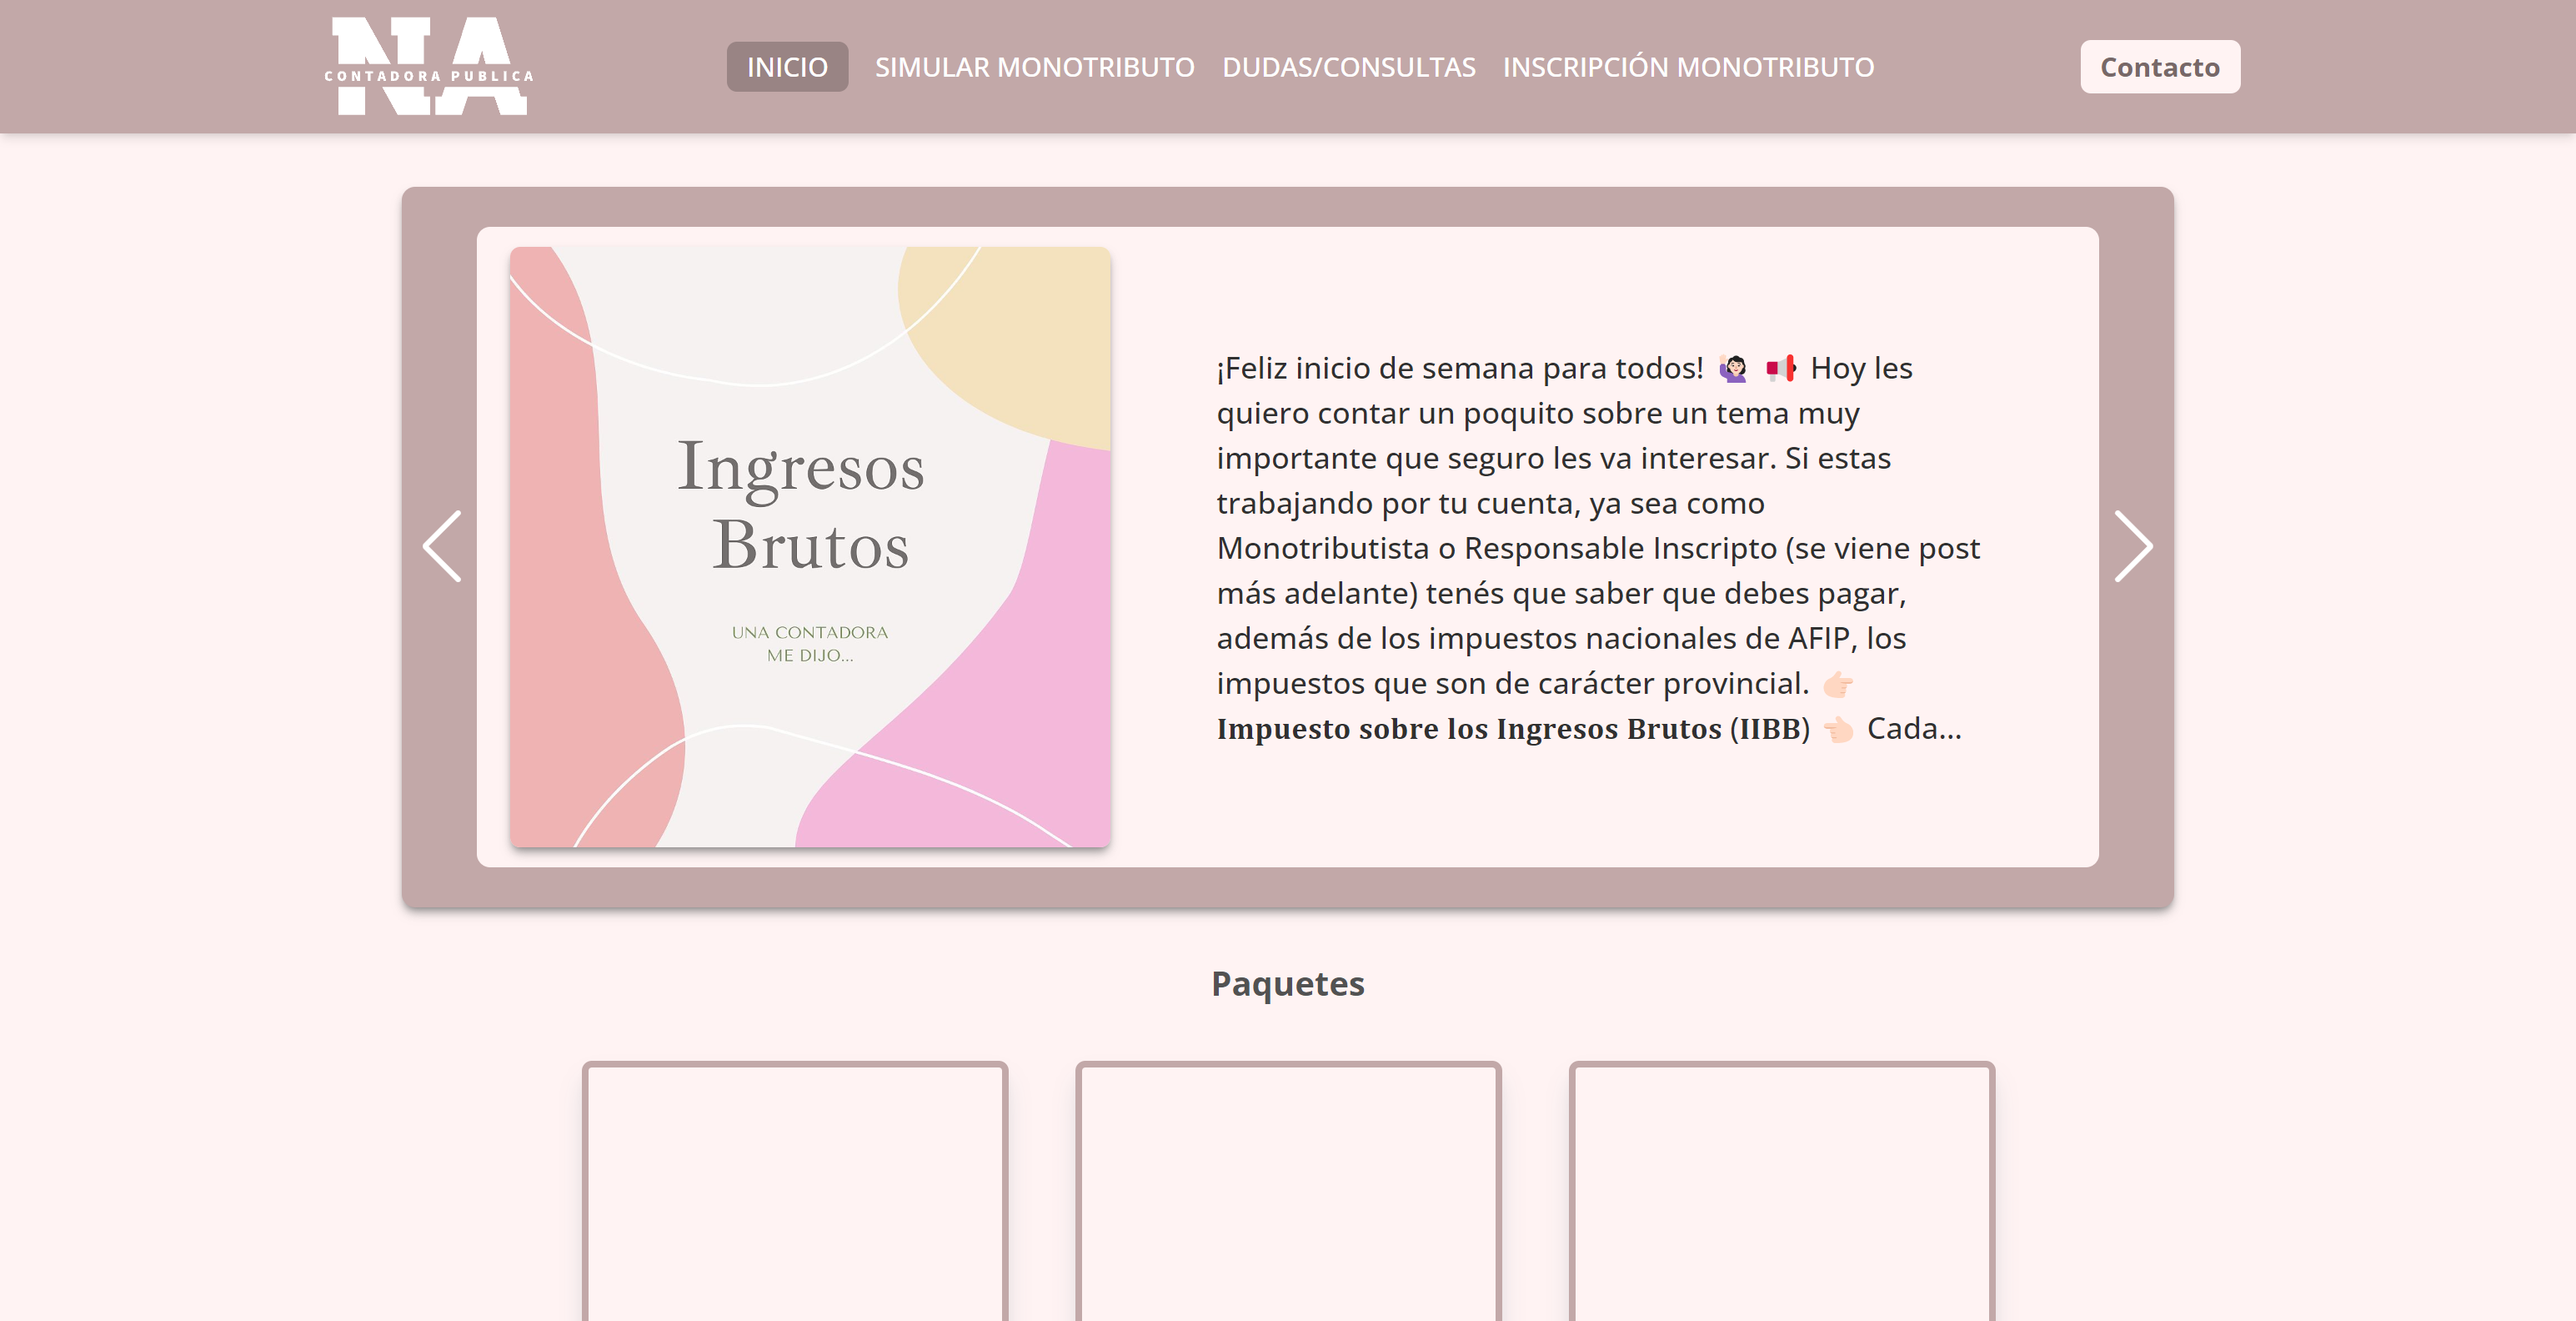 NA
CONTADORA PUBLICA
INICIO
SIMULAR MONOTRIBUTO
DUDAS/CONSULTAS
INSCRIPCIÓN MONOTRIBUTO
Contacto
Ingresos
Brutos
UNA CONTADORA
ME DIJO...
¡Feliz inicio de semana para todos! 🙋🏻‍♀️ 📢 Hoy les
quiero contar un poquito sobre un tema muy
importante que seguro les va interesar. Si estas
trabajando por tu cuenta, ya sea como
Monotributista o Responsable Inscripto (se viene post
más adelante) tenés que saber que debes pagar,
además de los impuestos nacionales de AFIP, los
impuestos que son de carácter provincial. 👉🏻
Impuesto sobre los Ingresos Brutos (IIBB) 👈🏻 Cada...
Paquetes